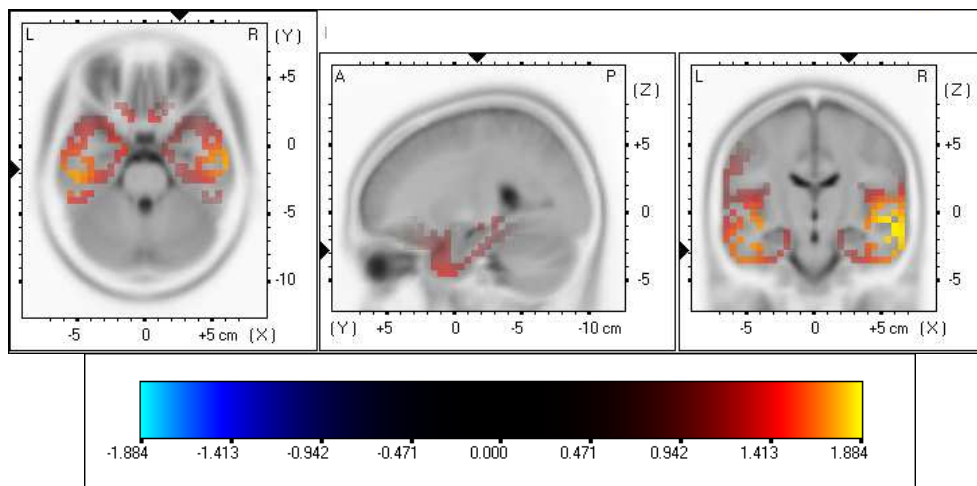 L R (Y)
+5
0
-5
-10
-5 0 +5 cm (X)
A P (Z)
+5
0
-5
(Y) +5 0 -5 -10 cm
L R (Z)
+5
0
-5
-5 0 +5 cm (X)
-1.884 -1.413 -0.942 -0.471 0.000 0.471 0.942 1.413 1.884